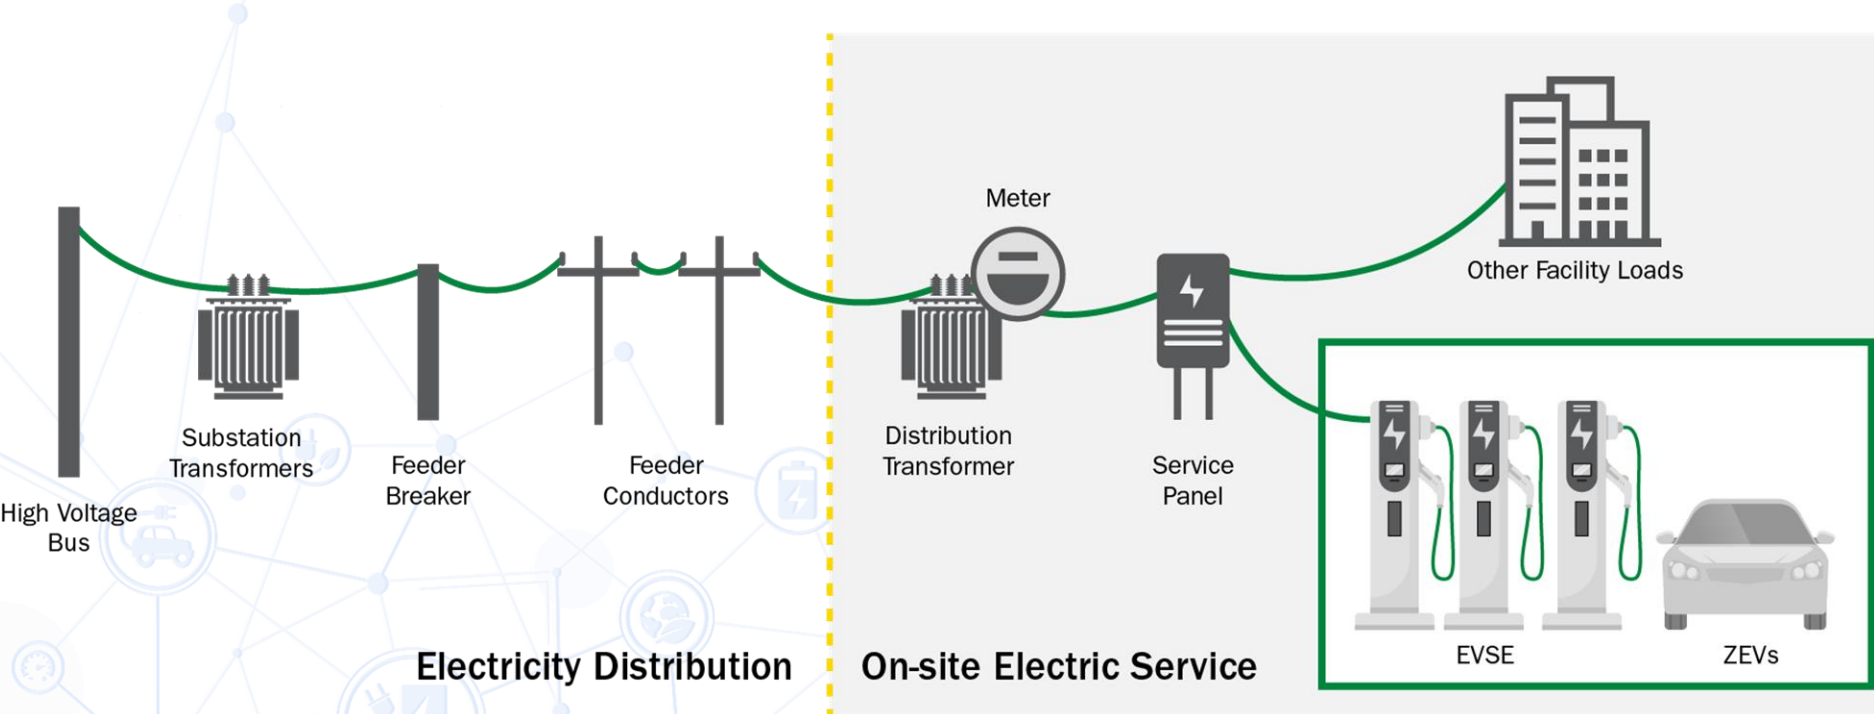 Meter
Other Facility Loads
Substation
Transformers
Feeder
Breaker
Feeder
Conductors
Distribution
Transformer
Service
Panel
High Voltage
Bus
EVSE
ZEVs
Electricity Distribution
On-site Electric Service